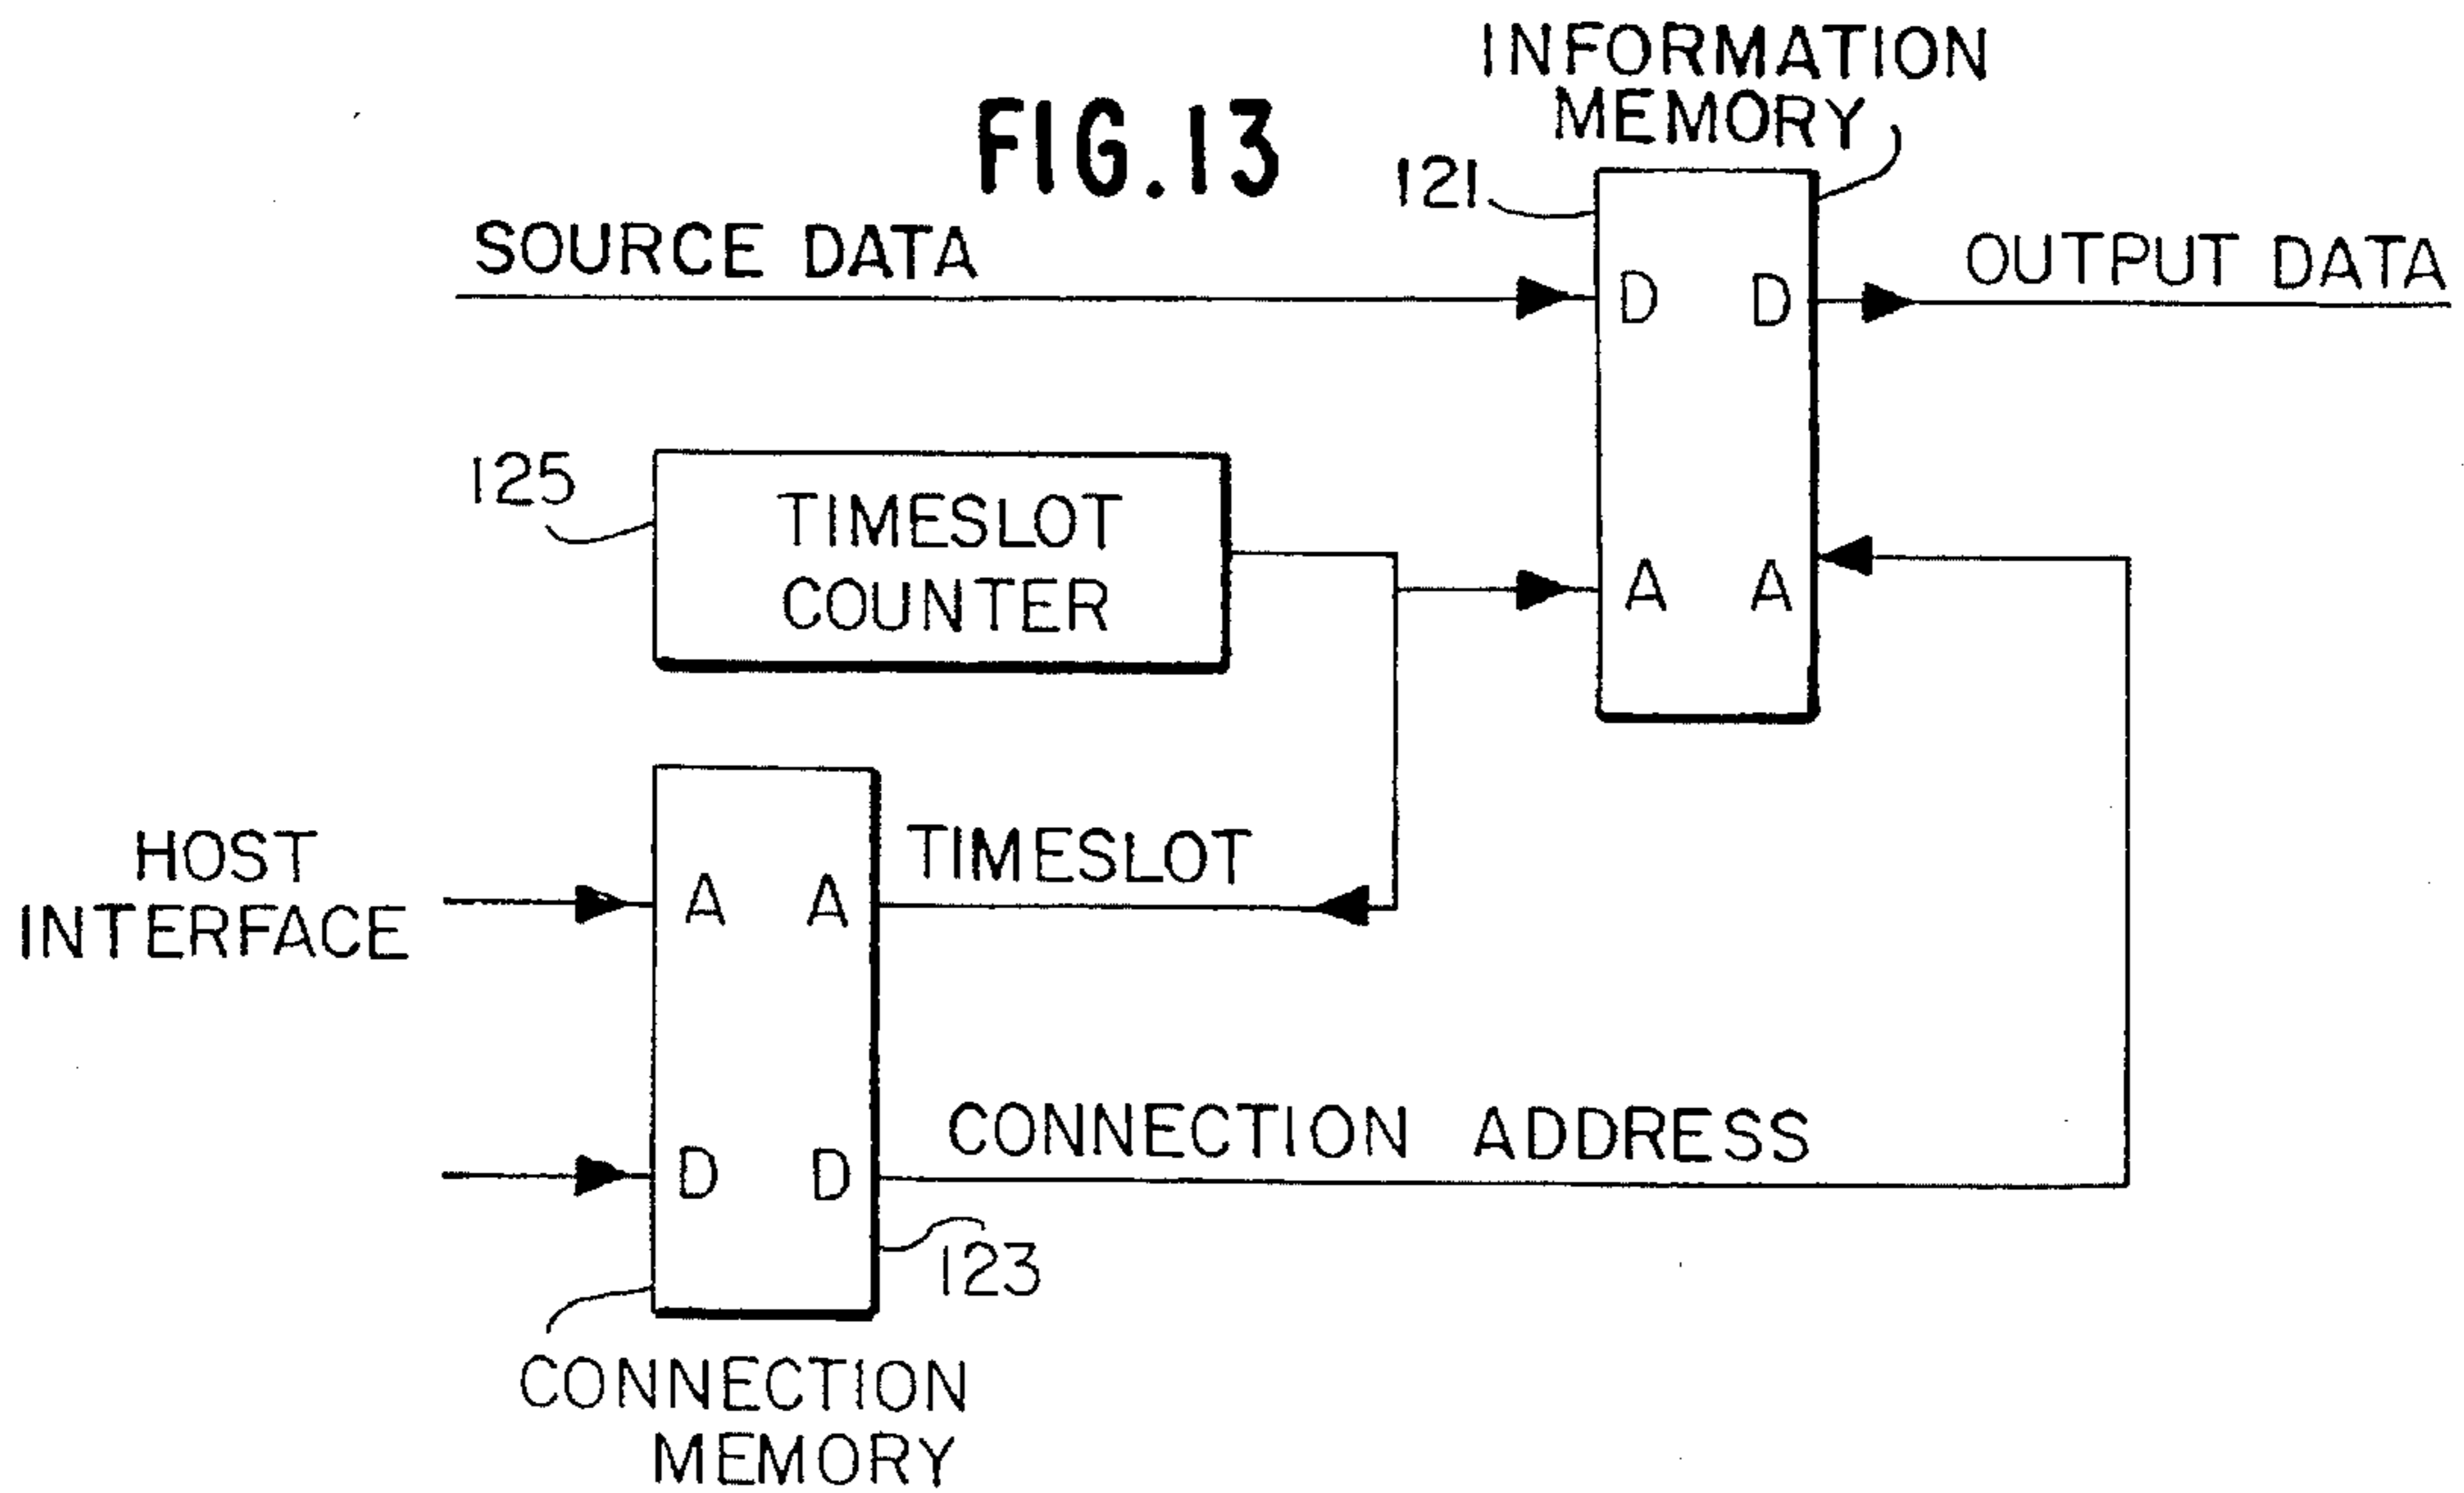 INFORMATION
MEMORY
FIG.13
121
SOURCE DATA
D D
OUTPUT DATA
125
TIMESLOT
COUNTER
A A
HOST
INTERFACE
A A
TIMESLOT
D D
CONNECTION ADDRESS
123
CONNECTION
MEMORY